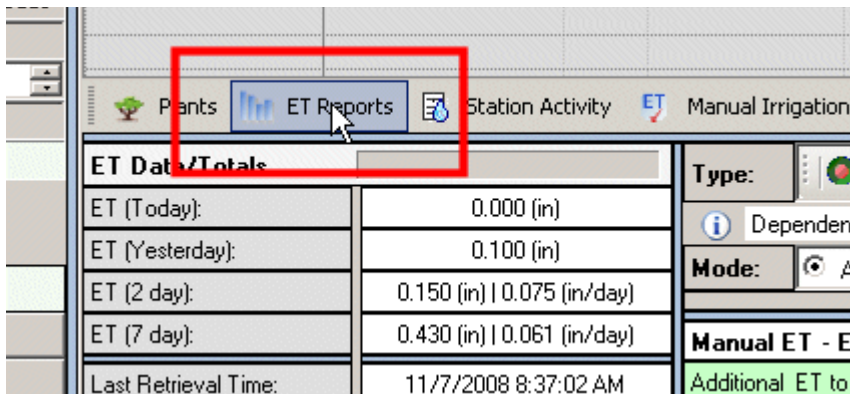 Plants ET Reports Station Activity ET Manual Irrigation
ET Data/Totals
ET (Today): 0.000 (in)
ET (Yesterday): 0.100 (in)
ET (2 day): 0.150 (in) | 0.075 (in/day)
ET (7 day): 0.430 (in) | 0.061 (in/day)
Last Retrieval Time: 11/7/2008 8:37:02 AM
Type:
Dependen
Mode: A
Manual ET - E
Additional ET to